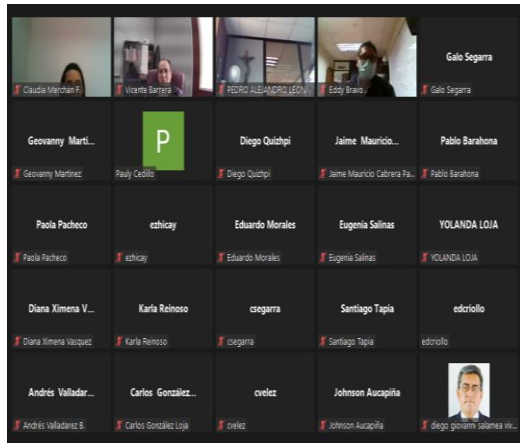 Claudia Merchán F.
Vicente Barrera
PEDRO ALEJANDRO LEÓN
Eddy Bravo
Galo Segarra
Galo Segarra
Geovanny Marti...
Geovanny Martinez
P
Pauly Cedillo
Diego Quizhpi
Diego Quizhpi
Jaime Mauricio...
Jaime Mauricio Cabrera Pa...
Pablo Barahona
Pablo Barahona
Paola Pacheco
Paola Pacheco
ezhicay
ezhicay
Eduardo Morales
Eduardo Morales
Eugenia Salinas
Eugenia Salinas
YOLANDA LOJA
YOLANDA LOJA
Diana Ximena V...
Diana Ximena Vasquez
Karla Reinoso
Karla Reinoso
csegarra
csegarra
Santiago Tapia
Santiago Tapia
edcriollo
edcriollo
Andrés Valladar...
Andrés Valladarez B.
Carlos González...
Carlos González Loja
cvelez
cvelez
Johnson Aucapiña
Johnson Aucapiña
diego giovanni salamea viv...